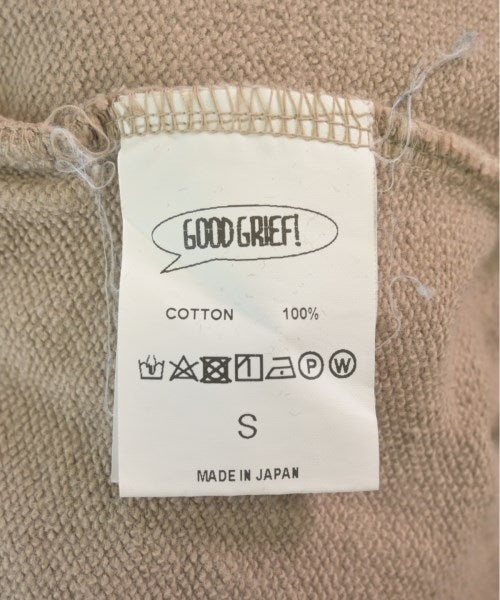 GOOD GRIEF!
COTTON 100%
P W
S
MADE IN JAPAN